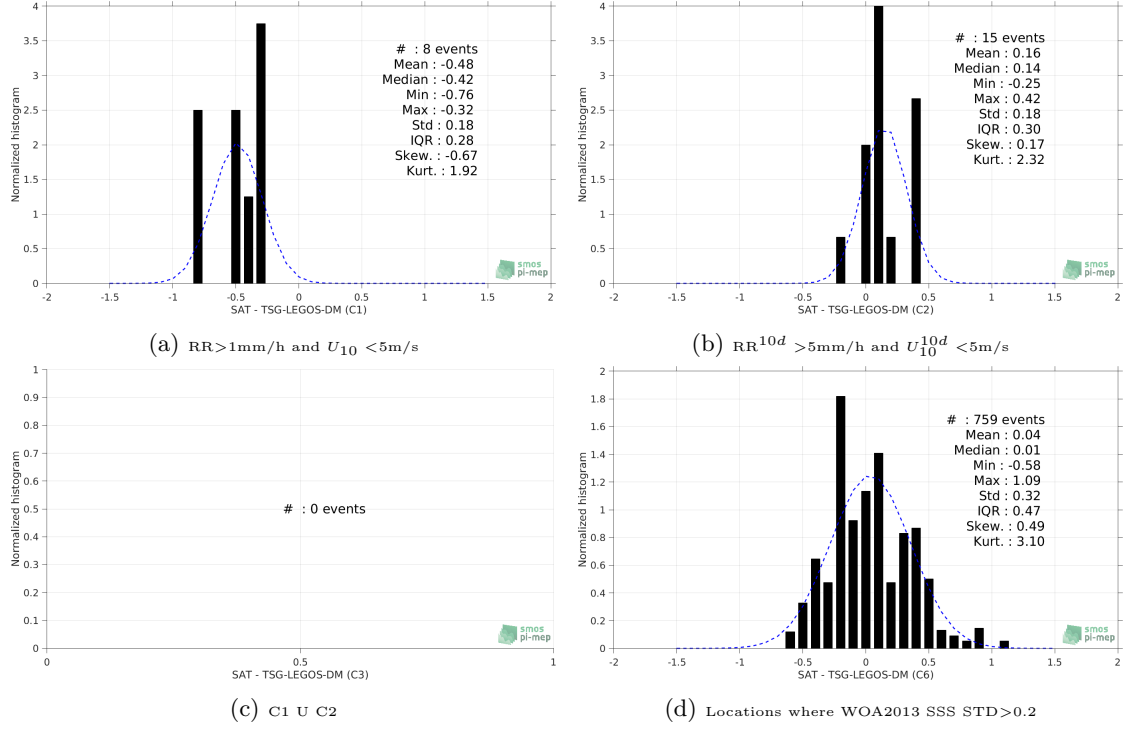 4
3.5
3
2.5
2
1.5
1
0.5
0
Normalized histogram
# : 8 events
Mean : -0.48
Median : -0.42
Min : -0.76
Max : -0.32
Std : 0.18
IQR : 0.28
Skew. : -0.67
Kurt. : 1.92
smos
pi-mep
-2 -1 -0.5 0 0.5 1 1.5 2
SAT - TSG-LEGOS-DM (C1)
(a) RR>1mm/h and U10 <5m/s
4
3.5
3
2.5
2
1.5
1
0.5
0
Normalized histogram
# : 15 events
Mean : 0.16
Median : 0.14
Min : -0.25
Max : 0.42
Std : 0.18
IQR : 0.30
Skew. : 0.17
Kurt. : 2.32
smos
pi-mep
-2 -1 -0.5 0 0.5 1 1.5 2
SAT - TSG-LEGOS-DM (C2)
(b) RR^10d >5mm/h and U10^10d <5m/s
1
0.9
0.8
0.7
0.6
0.5
0.4
0.3
0.2
0.1
0
Normalized histogram
# : 0 events
smos
pi-mep
0 0.5 1
SAT - TSG-LEGOS-DM (C3)
(c) C1 U C2
2
1.8
1.6
1.4
1.2
1
0.8
0.6
0.4
0.2
0
Normalized histogram
# : 759 events
Mean : 0.04
Median : 0.01
Min : -0.58
Max : 1.09
Std : 0.32
IQR : 0.47
Skew. : 0.49
Kurt. : 3.10
smos
pi-mep
-2 -1 -0.5 0 0.5 1 1.5 2
SAT - TSG-LEGOS-DM (C6)
(d) Locations where WOA2013 SSS STD>0.2